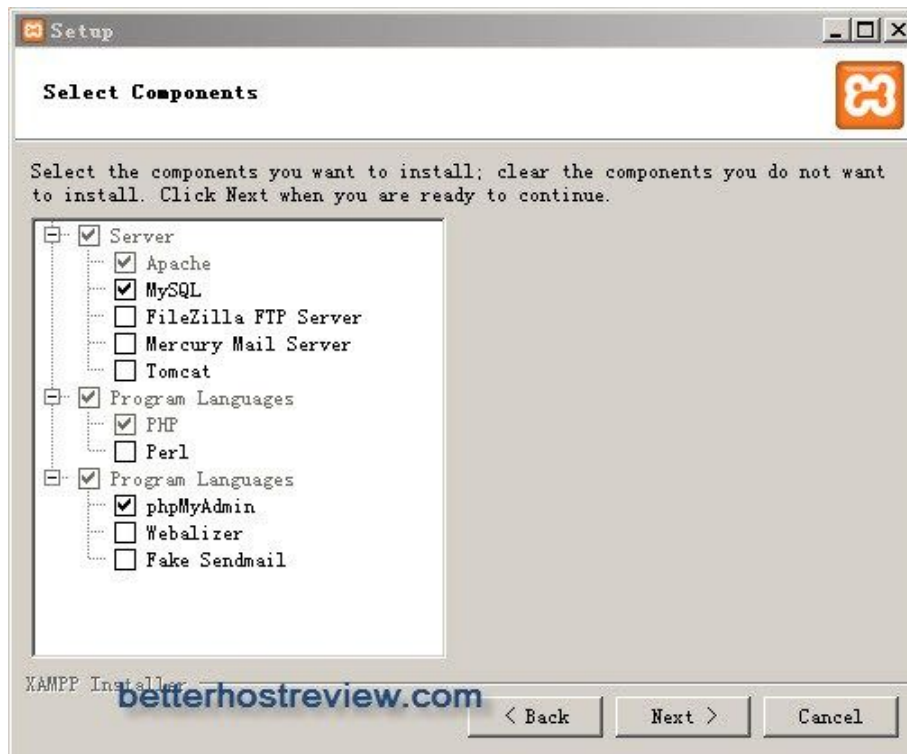 Setup
Select Components
Select the components you want to install; clear the components you do not want
to install. Click Next when you are ready to continue.
Server
Apache
MySQL
FileZilla FTP Server
Mercury Mail Server
Tomcat
Program Languages
PHP
Perl
Program Languages
phpMyAdmin
Webalizer
Fake Sendmail
XAMPP Installer
betterhostreview.com
< Back Next > Cancel